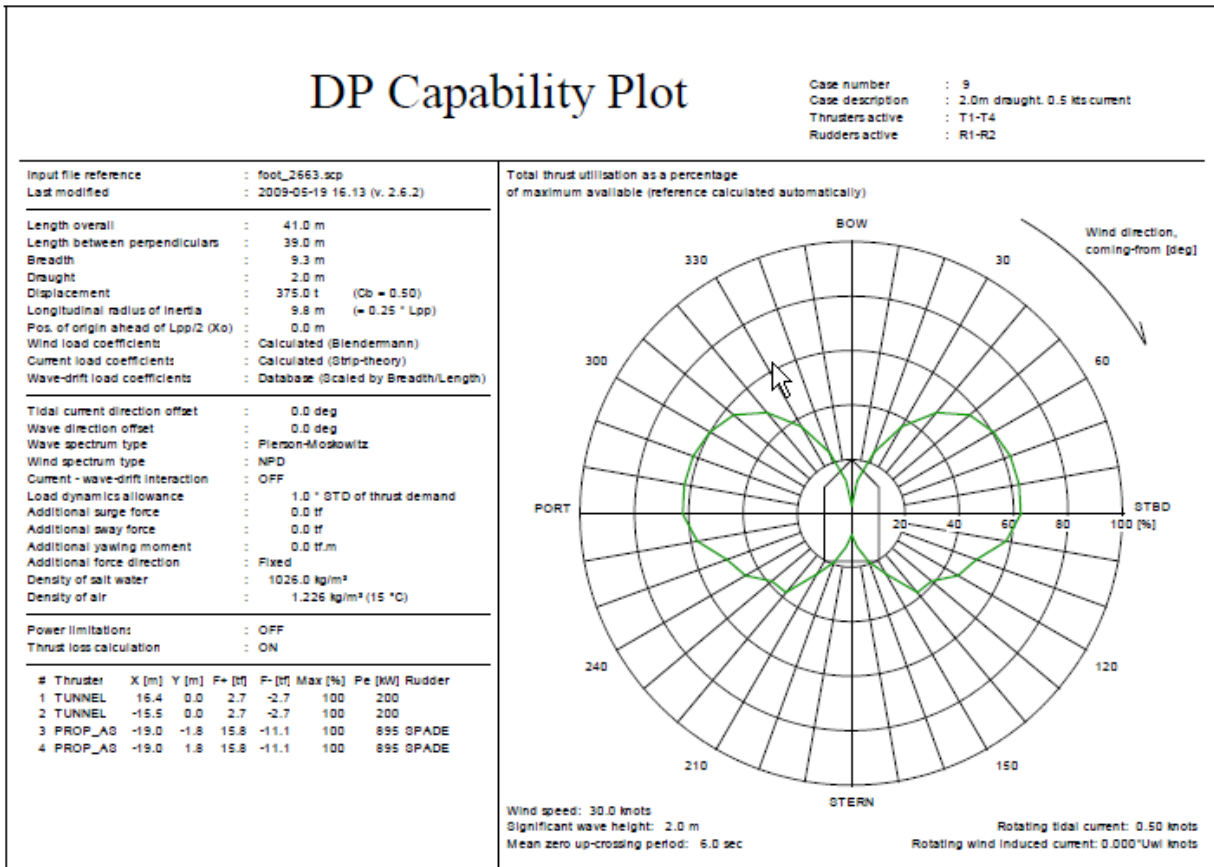 DP Capability Plot
Case number : 9
Case description : 2.0m draught. 0.5 kts current
Thrusters active : T1-T4
Rudders active : R1-R2
Input file reference : foot_2663.scp
Last modified : 2009-05-19 16.13 (v. 2.6.2)
Length overall : 41.0 m
Length between perpendiculars : 39.0 m
Breadth : 9.3 m
Draught : 2.0 m
Displacement : 375.0 t (Cb = 0.50)
Longitudinal radius of inertia : 9.8 m (= 0.25 * Lpp)
Pos. of origin ahead of Lpp/2 (Xo) : 0.0 m
Wind load coefficients : Calculated (Blendermann)
Current load coefficients : Calculated (Strip-theory)
Wave-drift load coefficients : Database (Scaled by Breadth/Length)
Tidal current direction offset : 0.0 deg
Wave direction offset : 0.0 deg
Wave spectrum type : Pierson-Moskowitz
Wind spectrum type : NPD
Current - wave-drift interaction : OFF
Load dynamics allowance : 1.0 * STD of thrust demand
Additional surge force : 0.0 tf
Additional sway force : 0.0 tf
Additional yawing moment : 0.0 tf.m
Additional force direction : Fixed
Density of salt water : 1026.0 kg/m³
Density of air : 1.226 kg/m³ (15 °C)
Power limitations : OFF
Thrust loss calculation : ON
# Thruster X [m] Y [m] F+ [tf] F- [tf] Max [%] Pe [kW] Rudder
1 TUNNEL 16.4 0.0 2.7 -2.7 100 200
2 TUNNEL -15.5 0.0 2.7 -2.7 100 200
3 PROP_AS -19.0 -1.8 15.8 -11.1 100 895 SPADE
4 PROP_AS -19.0 1.8 15.8 -11.1 100 895 SPADE
Total thrust utilisation as a percentage
of maximum available (reference calculated automatically)
BOW
Wind direction,
coming-from [deg]
330
30
300
60
PORT
STBD
20 40 60 80 100 [%]
240
120
210
150
STERN
Wind speed: 30.0 knots
Significant wave height: 2.0 m
Mean zero up-crossing period: 6.0 sec
Rotating tidal current: 0.50 knots
Rotating wind induced current: 0.000*Uwi knots